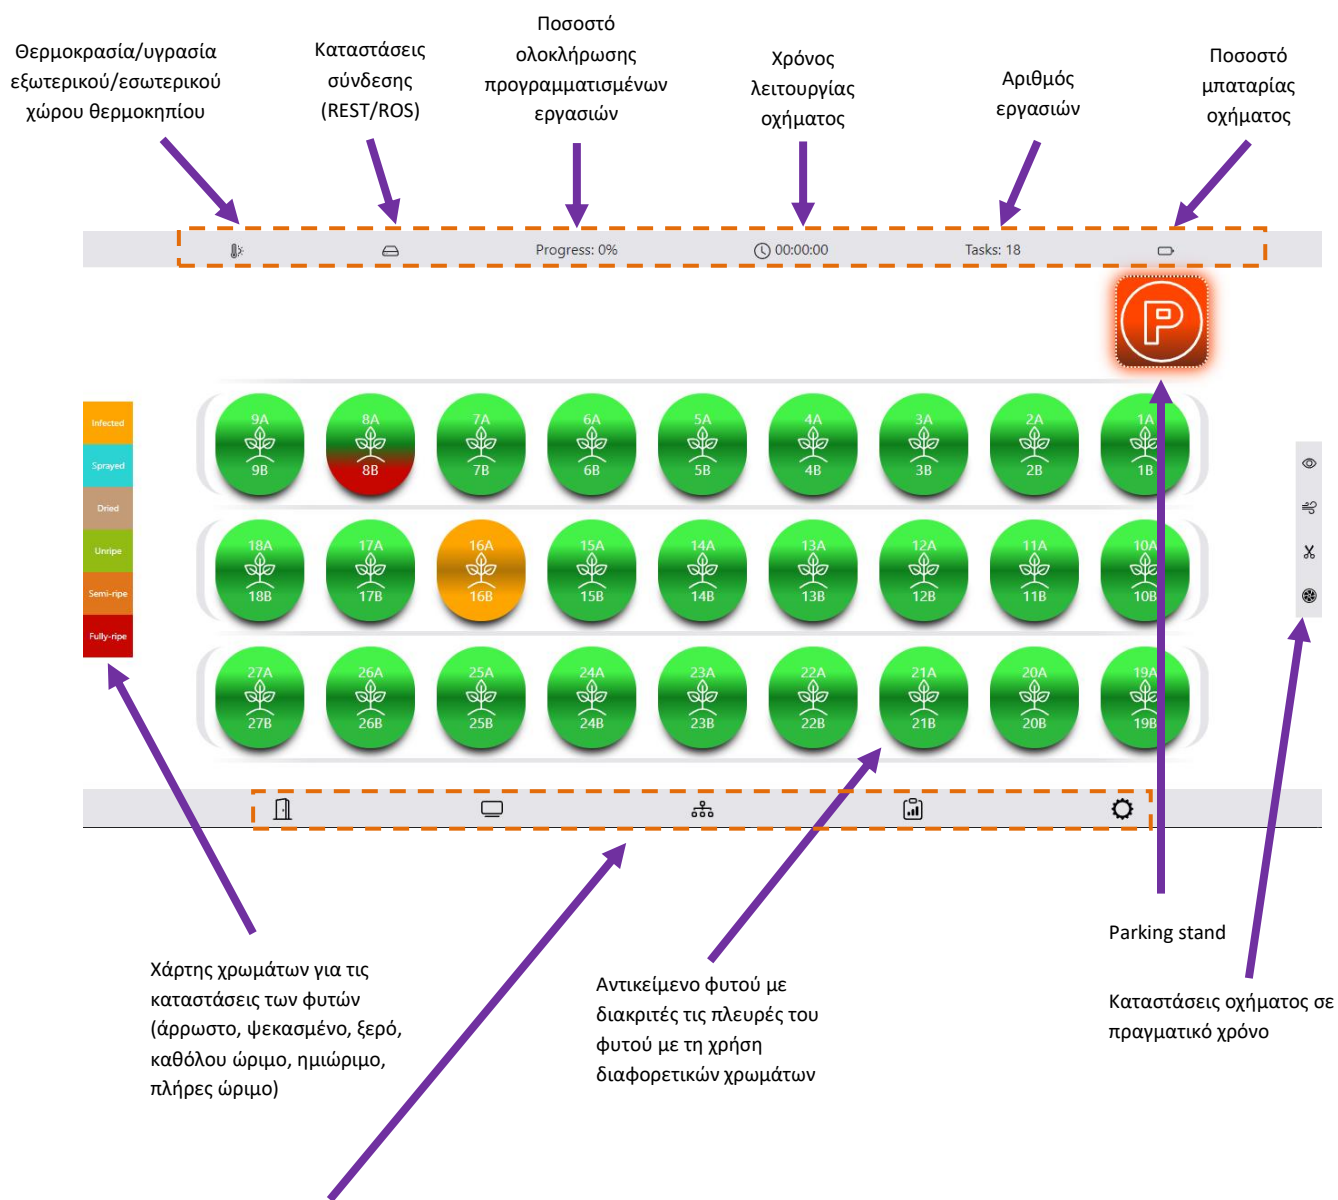 Θερμοκρασία/υγρασία
εξωτερικού/εσωτερικού
χώρου θερμοκηπίου
Καταστάσεις
σύνδεσης
(REST/ROS)
Ποσοστό
ολοκλήρωσης
προγραμματισμένων
εργασιών
Χρόνος
λειτουργίας
οχήματος
Αριθμός
εργασιών
Ποσοστό
μπαταρίας
οχήματος
Progress: 0%
00:00:00
Tasks: 18
P
Infected
Sprayed
Dried
Unripe
Semi-ripe
Fully-ripe
9A 8A 7A 6A 5A 4A 3A 2A 1A
9B 8B 7B 6B 5B 4B 3B 2B 1B
18A 17A 16A 15A 14A 13A 12A 11A 10A
18B 17B 16B 15B 14B 13B 12B 11B 10B
27A 26A 25A 24A 23A 22A 21A 20A 19A
27B 26B 25B 24B 23B 22B 21B 20B 19B
Χάρτης χρωμάτων για τις
καταστάσεις των φυτών
(άρρωστο, ψεκασμένο, ξερό,
καθόλου ώριμο, ημιώριμο,
πλήρες ώριμο)
Αντικείμενο φυτού με
διακριτές τις πλευρές του
φυτού με τη χρήση
διαφορετικών χρωμάτων
Parking stand
Καταστάσεις οχήματος σε
πραγματικό χρόνο